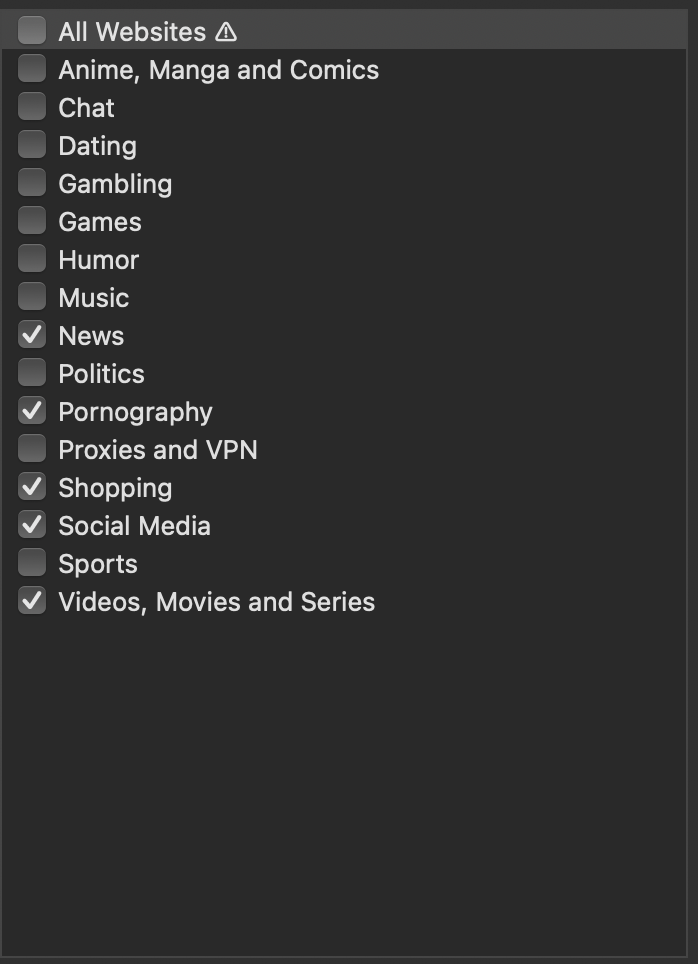 All Websites ⚠
Anime, Manga and Comics
Chat
Dating
Gambling
Games
Humor
Music
News
Politics
Pornography
Proxies and VPN
Shopping
Social Media
Sports
Videos, Movies and Series